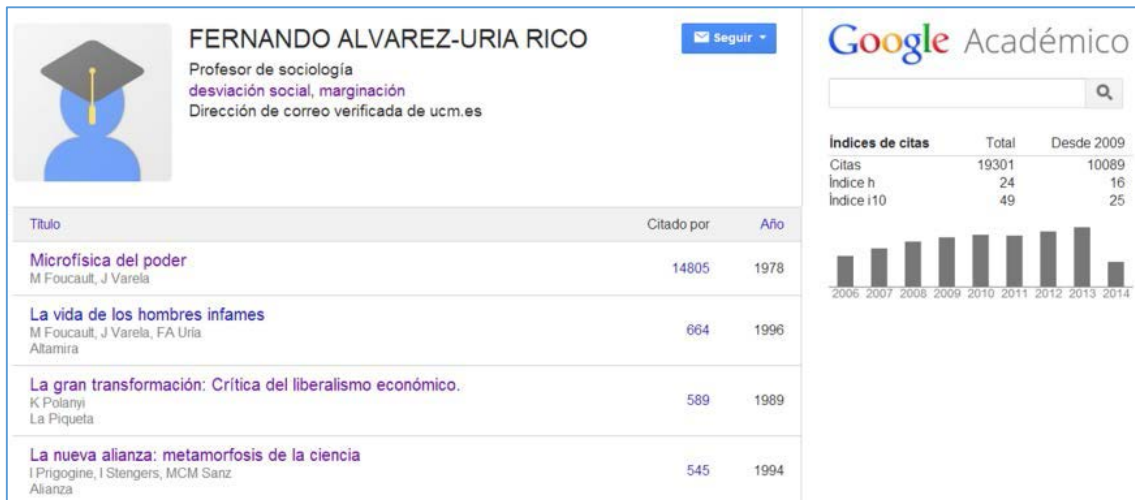 FERNANDO ALVAREZ-URIA RICO
Profesor de sociología
desviación social, marginación
Dirección de correo verificada de ucm.es
Seguir
Título Citado por Año
Microfísica del poder 14805 1978
M Foucault, J Varela
La vida de los hombres infames 664 1996
M Foucault, J Varela, FA Uría
Altamira
La gran transformación: Crítica del liberalismo económico. 589 1989
K Polanyi
La Piqueta
La nueva alianza: metamorfosis de la ciencia 545 1994
I Prigogine, I Stengers, MCM Sanz
Alianza
Google Académico
Índices de citas Total Desde 2009
Citas 19301 10089
Índice h 24 16
Índice i10 49 25
2006 2007 2008 2009 2010 2011 2012 2013 2014